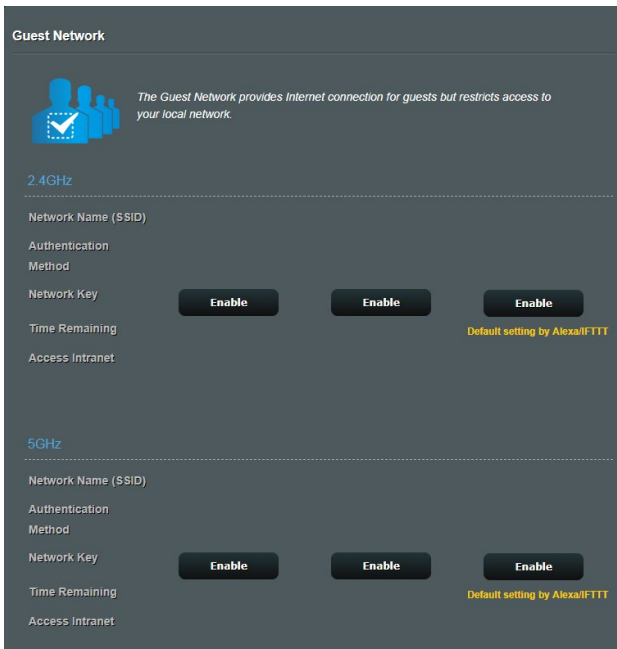 Guest Network
The Guest Network provides Internet connection for guests but restricts access to
your local network.
2.4GHz
Network Name (SSID)
Authentication
Method
Network Key
Enable
Enable
Enable
Time Remaining
Default setting by Alexa/IFTTT
Access Intranet
5GHz
Network Name (SSID)
Authentication
Method
Network Key
Enable
Enable
Enable
Time Remaining
Default setting by Alexa/IFTTT
Access Intranet